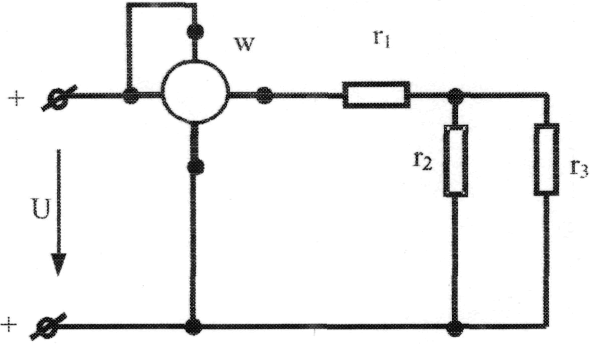 w r₁
+
r₂ r₃
U
+